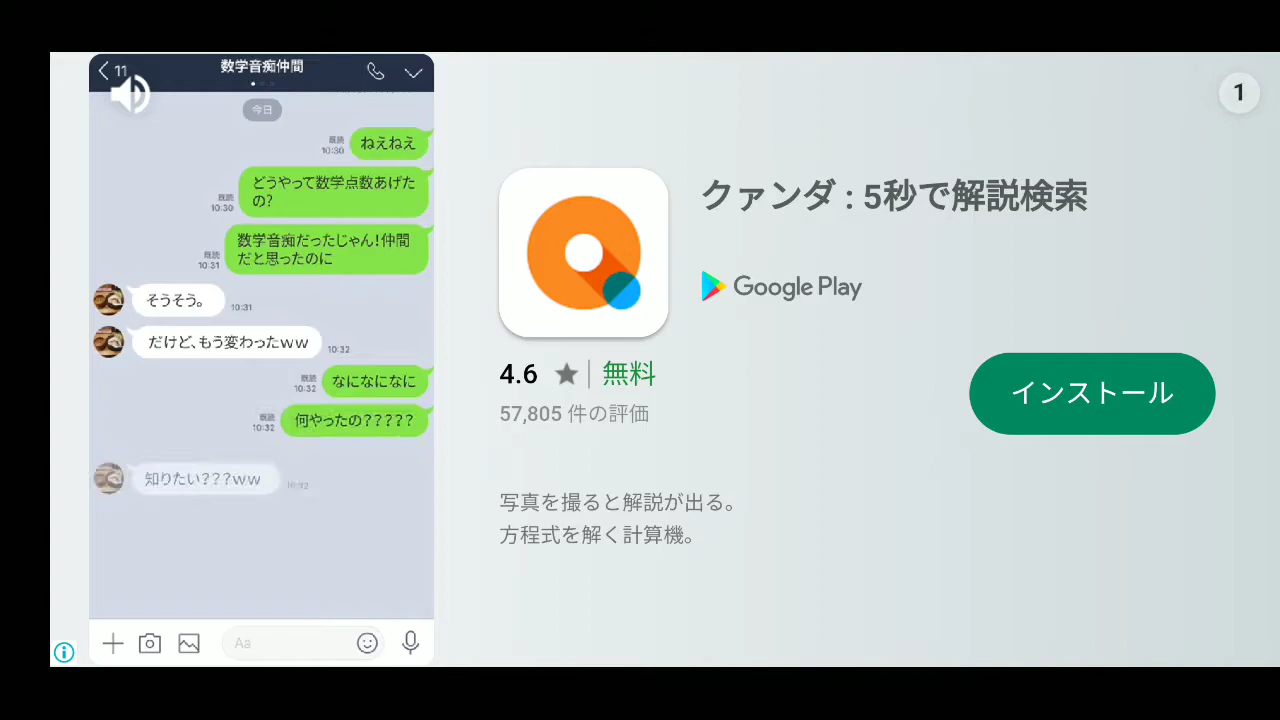 11
数学音痴仲間
今日
ねえねえ
既読
10:30
どうやって数学点数あげた
の?
既読
10:30
数学音痴だったじゃん!仲間
だと思ったのに
既読
10:31
そうそう。
10:31
だけど、もう変わったｗｗ
10:32
なになになに
既読
10:32
何やったの？？？？？
既読
10:32
知りたい？？？ｗｗ
10:32
Aa
1
クァンダ : 5秒で解説検索
Google Play
4.6 ★ | 無料
57,805 件の評価
インストール
写真を撮ると解説が出る。
方程式を解く計算機。